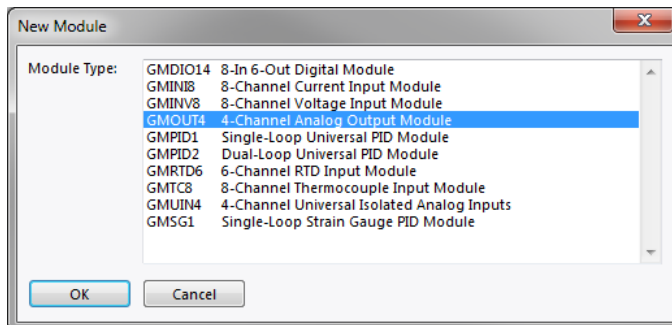 New Module
Module Type:
GMDIO14 8-In 6-Out Digital Module
GMINI8 8-Channel Current Input Module
GMINV8 8-Channel Voltage Input Module
GMOUT4 4-Channel Analog Output Module
GMPID1 Single-Loop Universal PID Module
GMPID2 Dual-Loop Universal PID Module
GMRTD6 6-Channel RTD Input Module
GMTC8 8-Channel Thermocouple Input Module
GMUIN4 4-Channel Universal Isolated Analog Inputs
GMSG1 Single-Loop Strain Gauge PID Module
OK Cancel